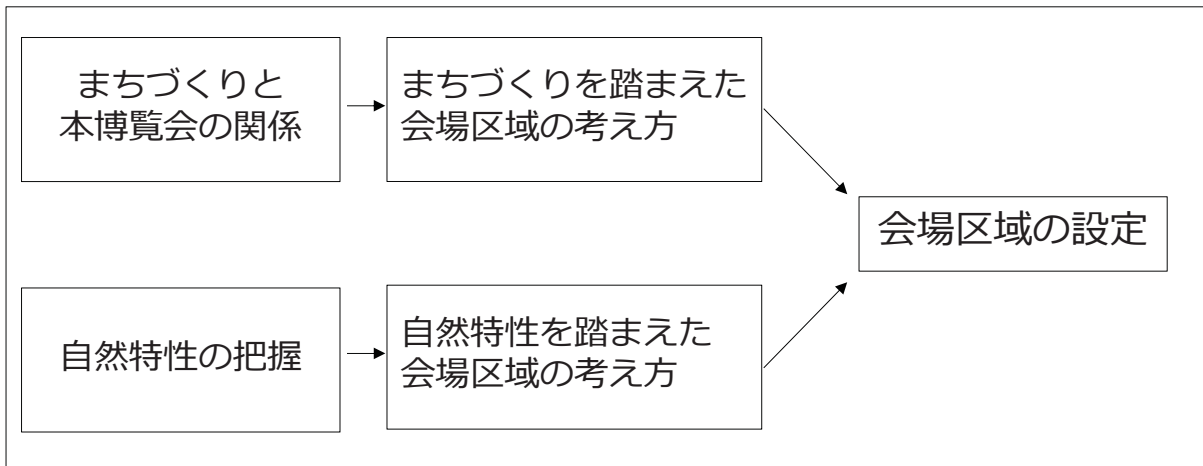 まちづくりと
本博覧会の関係
まちづくりを踏まえた
会場区域の考え方
会場区域の設定
自然特性の把握
自然特性を踏まえた
会場区域の考え方